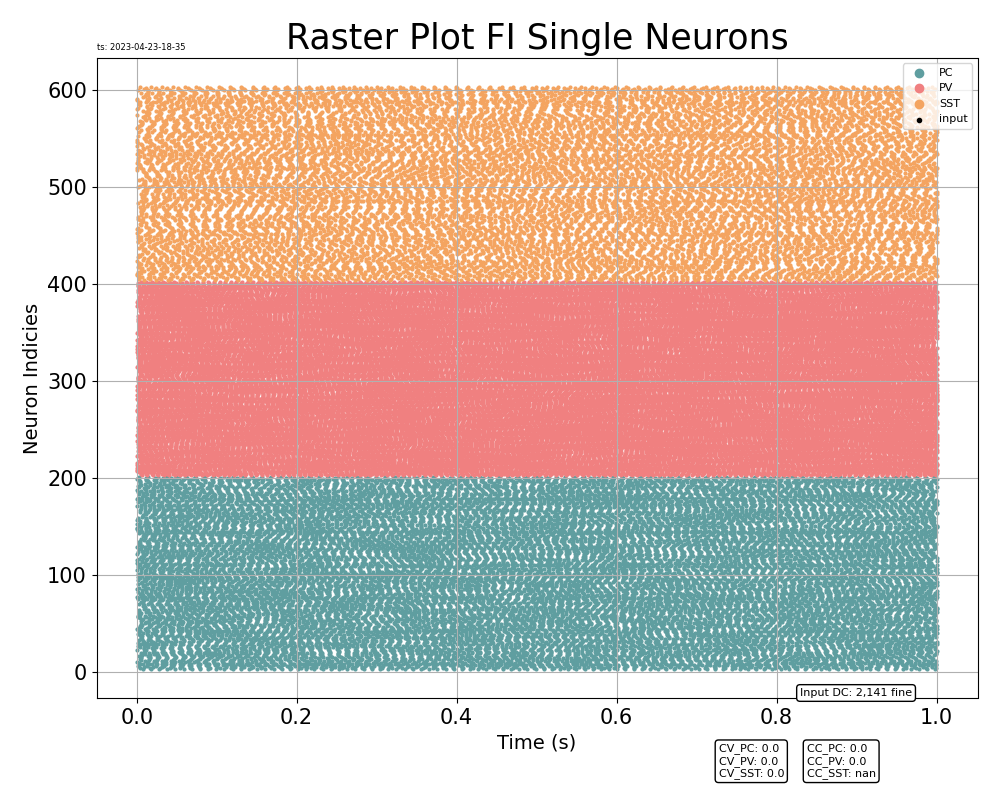 Raster Plot FI Single Neurons
ts: 2023-04-23-18-35
PC
PV
SST
input
600
500
400
300
200
100
0
Neuron Indicies
0.0 0.2 0.4 0.6 0.8 1.0
Time (s)
Input DC: 2,141 fine
CV_PC: 0.0
CV_PV: 0.0
CV_SST: 0.0
CC_PC: 0.0
CC_PV: 0.0
CC_SST: nan